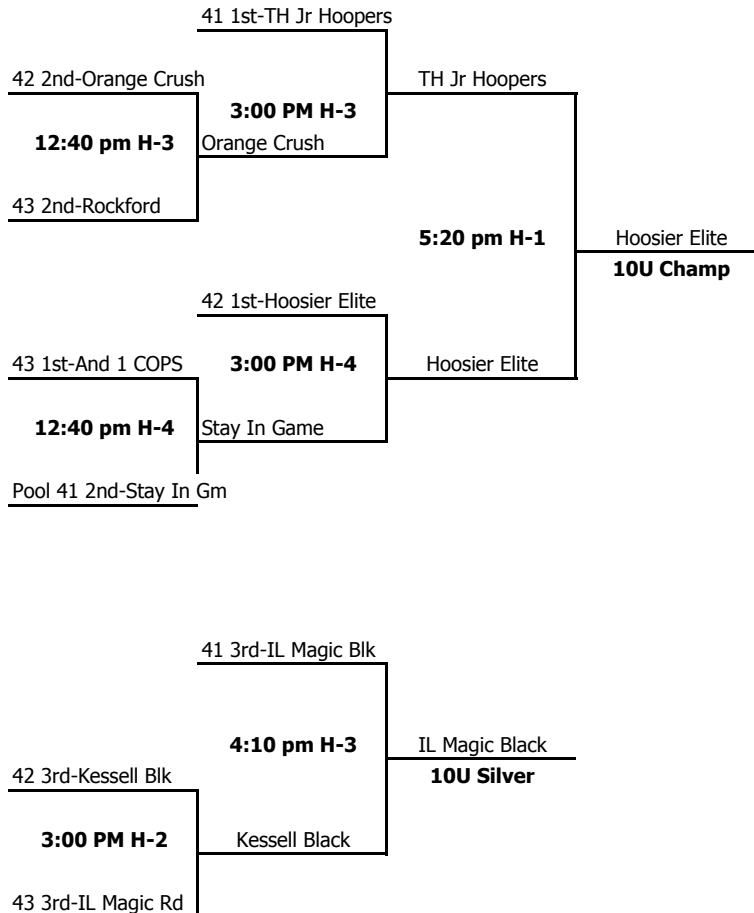 41 1st-TH Jr Hoopers
42 2nd-Orange Crush
TH Jr Hoopers
3:00 PM H-3
12:40 pm H-3
Orange Crush
43 2nd-Rockford
5:20 pm H-1
Hoosier Elite
10U Champ
42 1st-Hoosier Elite
43 1st-And 1 COPS
3:00 PM H-4
Hoosier Elite
12:40 pm H-4
Stay In Game
Pool 41 2nd-Stay In Gm
41 3rd-IL Magic Blk
4:10 pm H-3
IL Magic Black
42 3rd-Kessell Blk
10U Silver
3:00 PM H-2
Kessell Black
43 3rd-IL Magic Rd